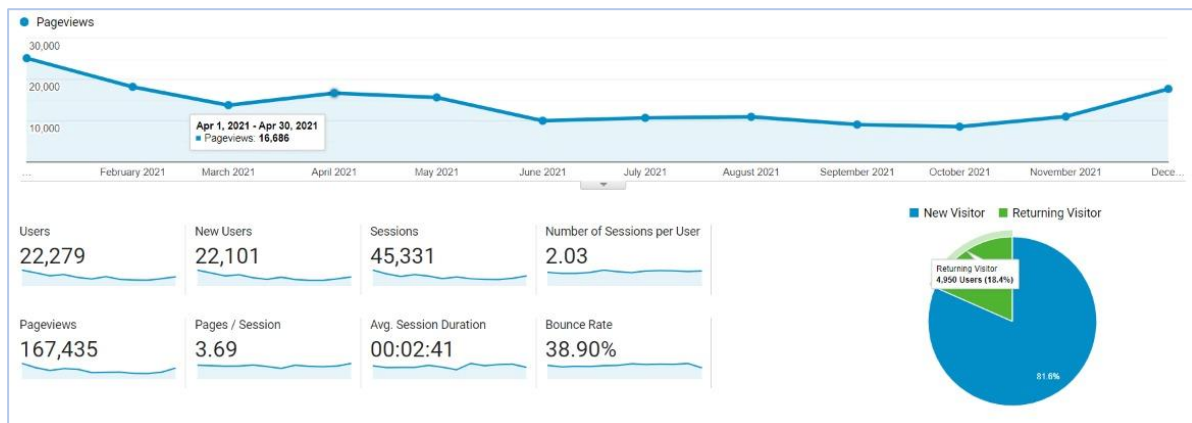 Pageviews
30,000
20,000
10,000
Apr 1, 2021 - Apr 30, 2021
Pageviews: 16,686
... February 2021 March 2021 April 2021 May 2021 June 2021 July 2021 August 2021 September 2021 October 2021 November 2021 Dece...
New Visitor Returning Visitor
Users New Users Sessions Number of Sessions per User
22,279 22,101 45,331 2.03
Returning Visitor
4,950 Users (18.4%)
Pageviews Pages / Session Avg. Session Duration Bounce Rate
167,435 3.69 00:02:41 38.90%
81.6%